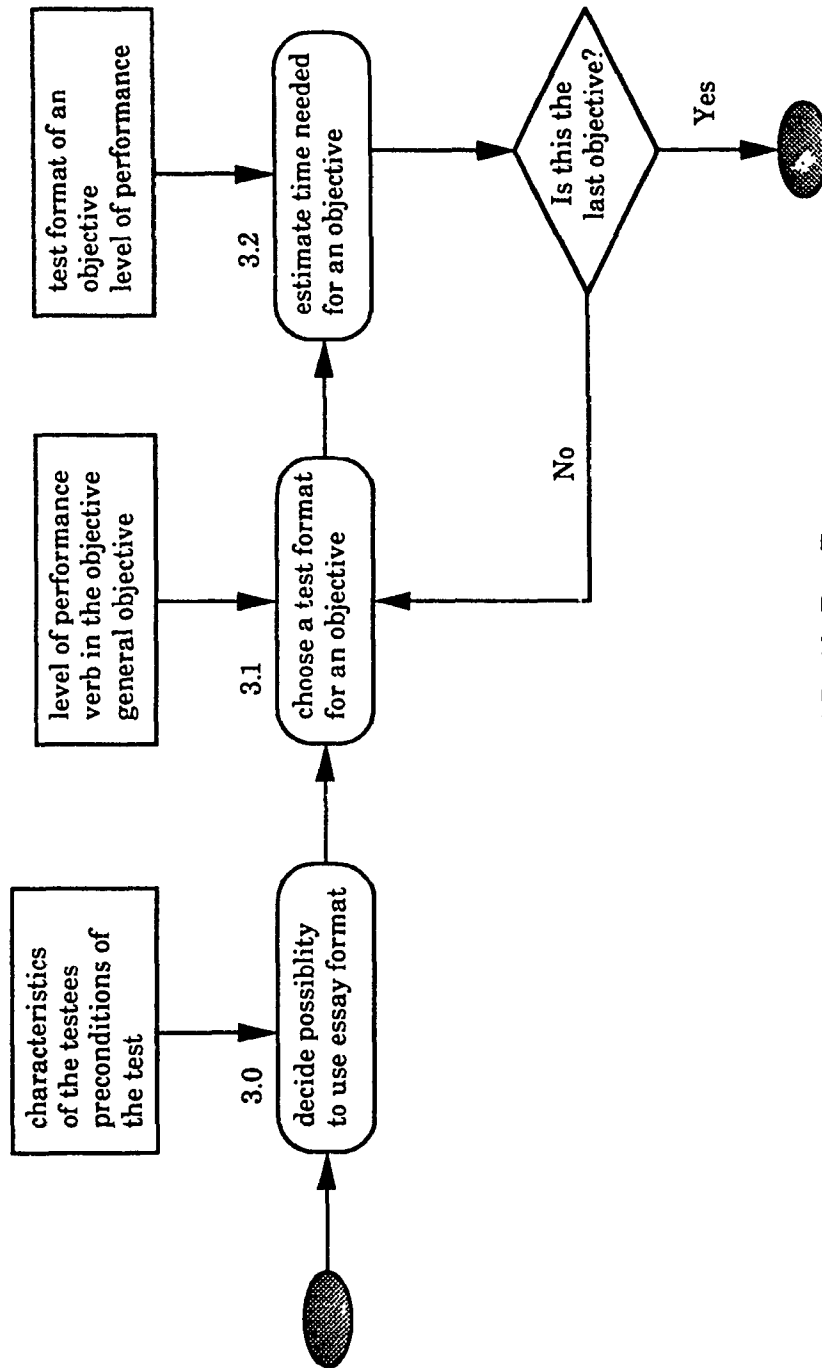 characteristics
of the testees
preconditions of
the test
3.0
decide possiblity
to use essay format
level of performance
verb in the objective
general objective
3.1
choose a test format
for an objective
test format of an
objective
level of performance
3.2
estimate time needed
for an objective
Is this the
last objective?
No
Yes